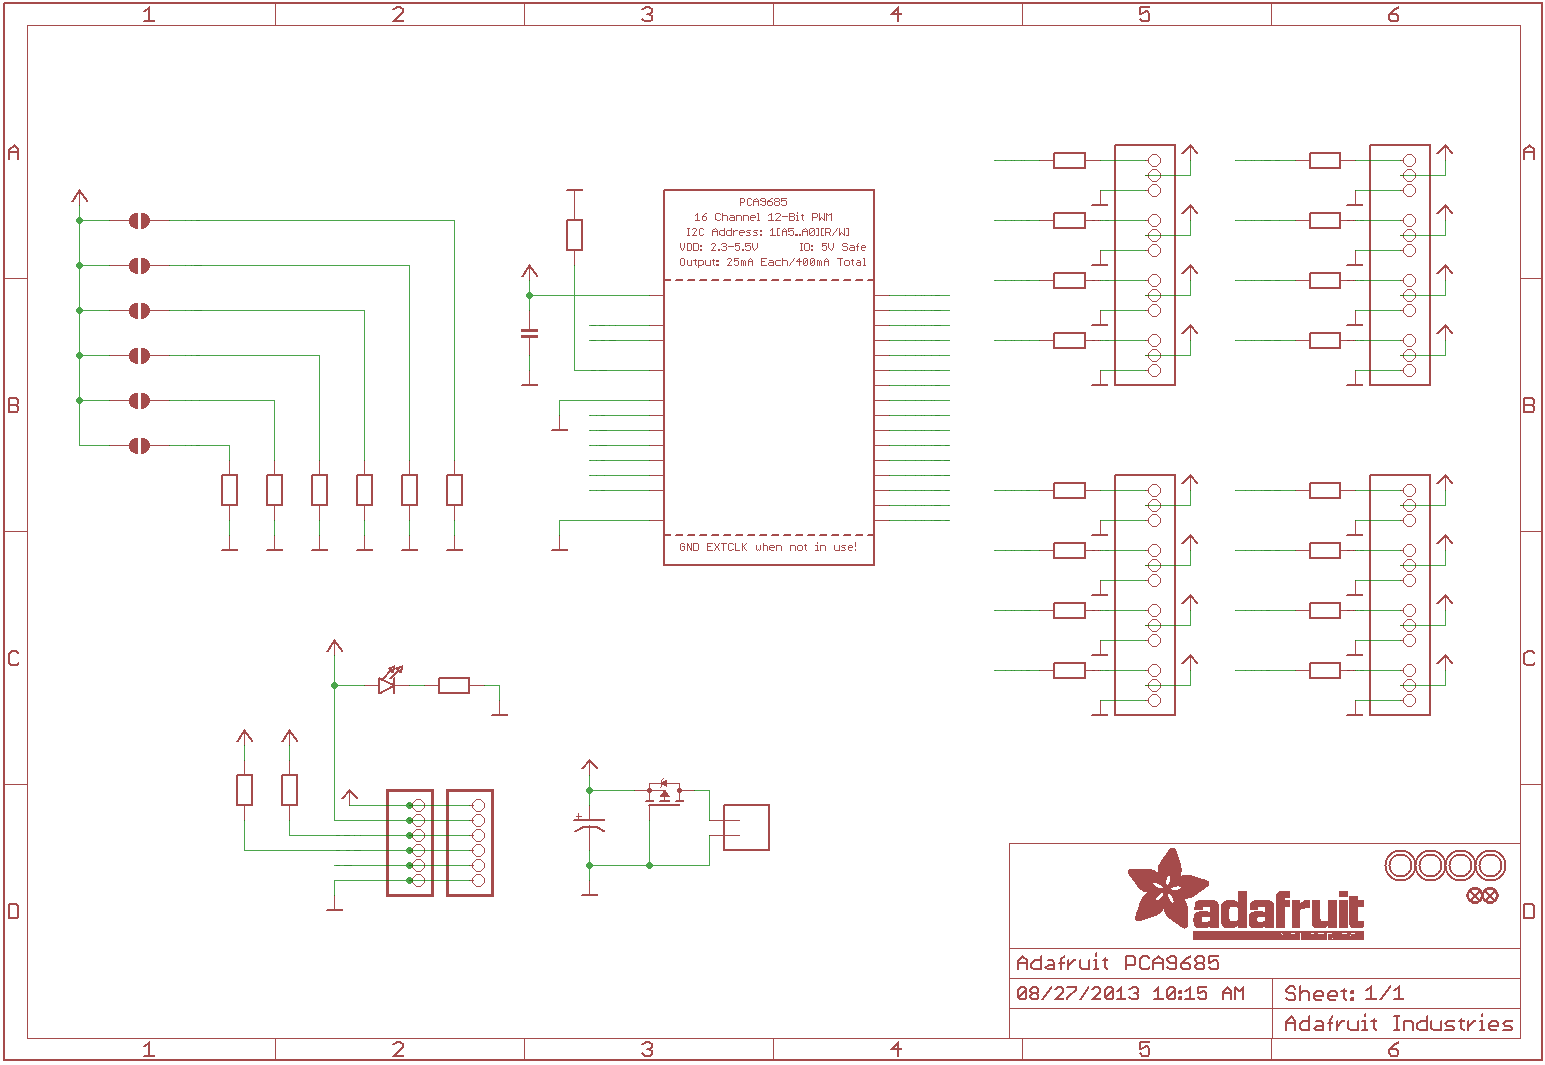 1 2 3 4 5 6
A A
PCA9685
16 Channel 12-Bit PWM
I2C Address: 1[A5..A0][R/W]
VDD: 2.3-5.5V IO: 5V Safe
Output: 25mA Each/400mA Total
B B
GND EXTCLK when not in use!
C C
+
D D
adafruit
Adafruit PCA9685
08/27/2013 10:15 AM Sheet: 1/1
Adafruit Industries
1 2 3 4 5 6